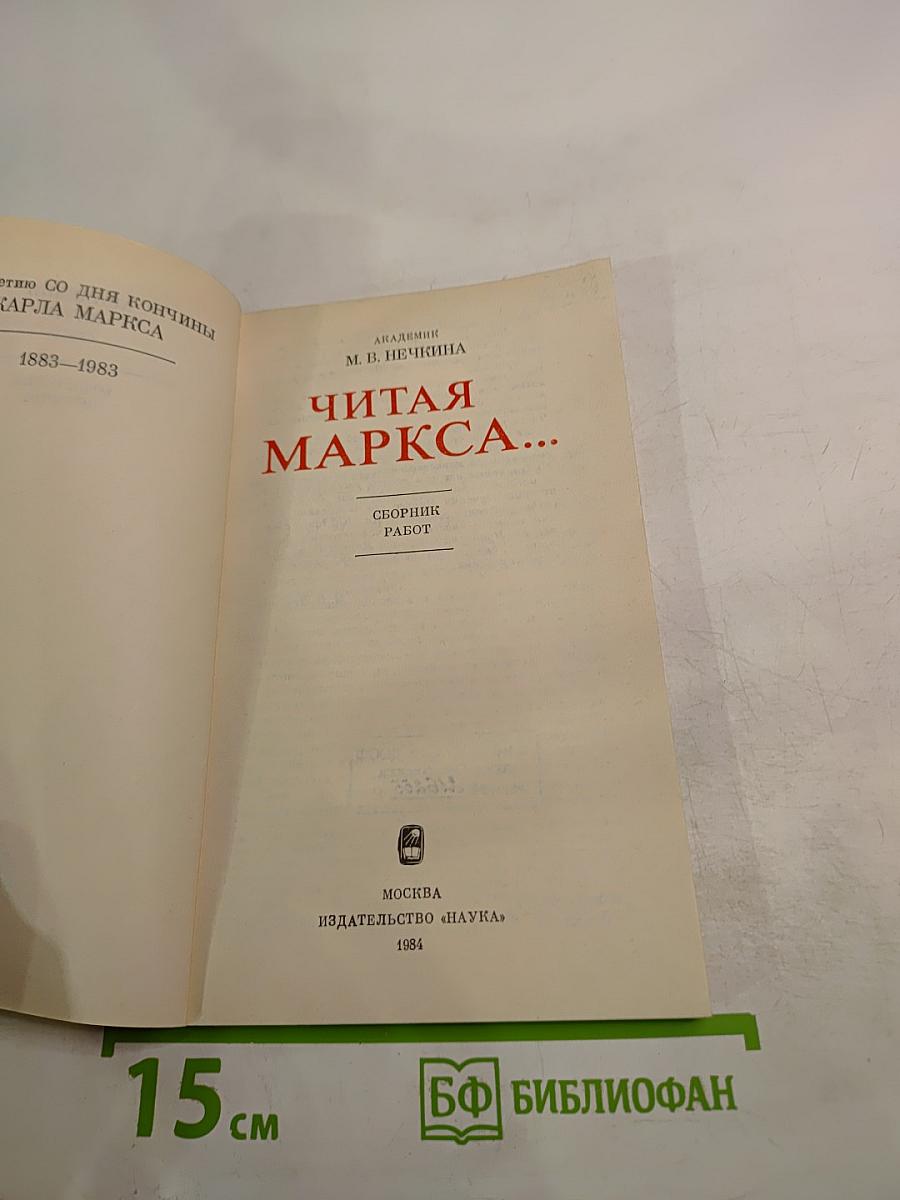 СО ДНЯ КОНЧИНЫ
КАРЛА МАРКСА
1883—1983
АКАДЕМИК
М. В. НЕЧКИНА
ЧИТАЯ
МАРКСА...
СБОРНИК
РАБОТ
МОСКВА
ИЗДАТЕЛЬСТВО «НАУКА»
1984
15 см
БФ БИБЛИОФАН